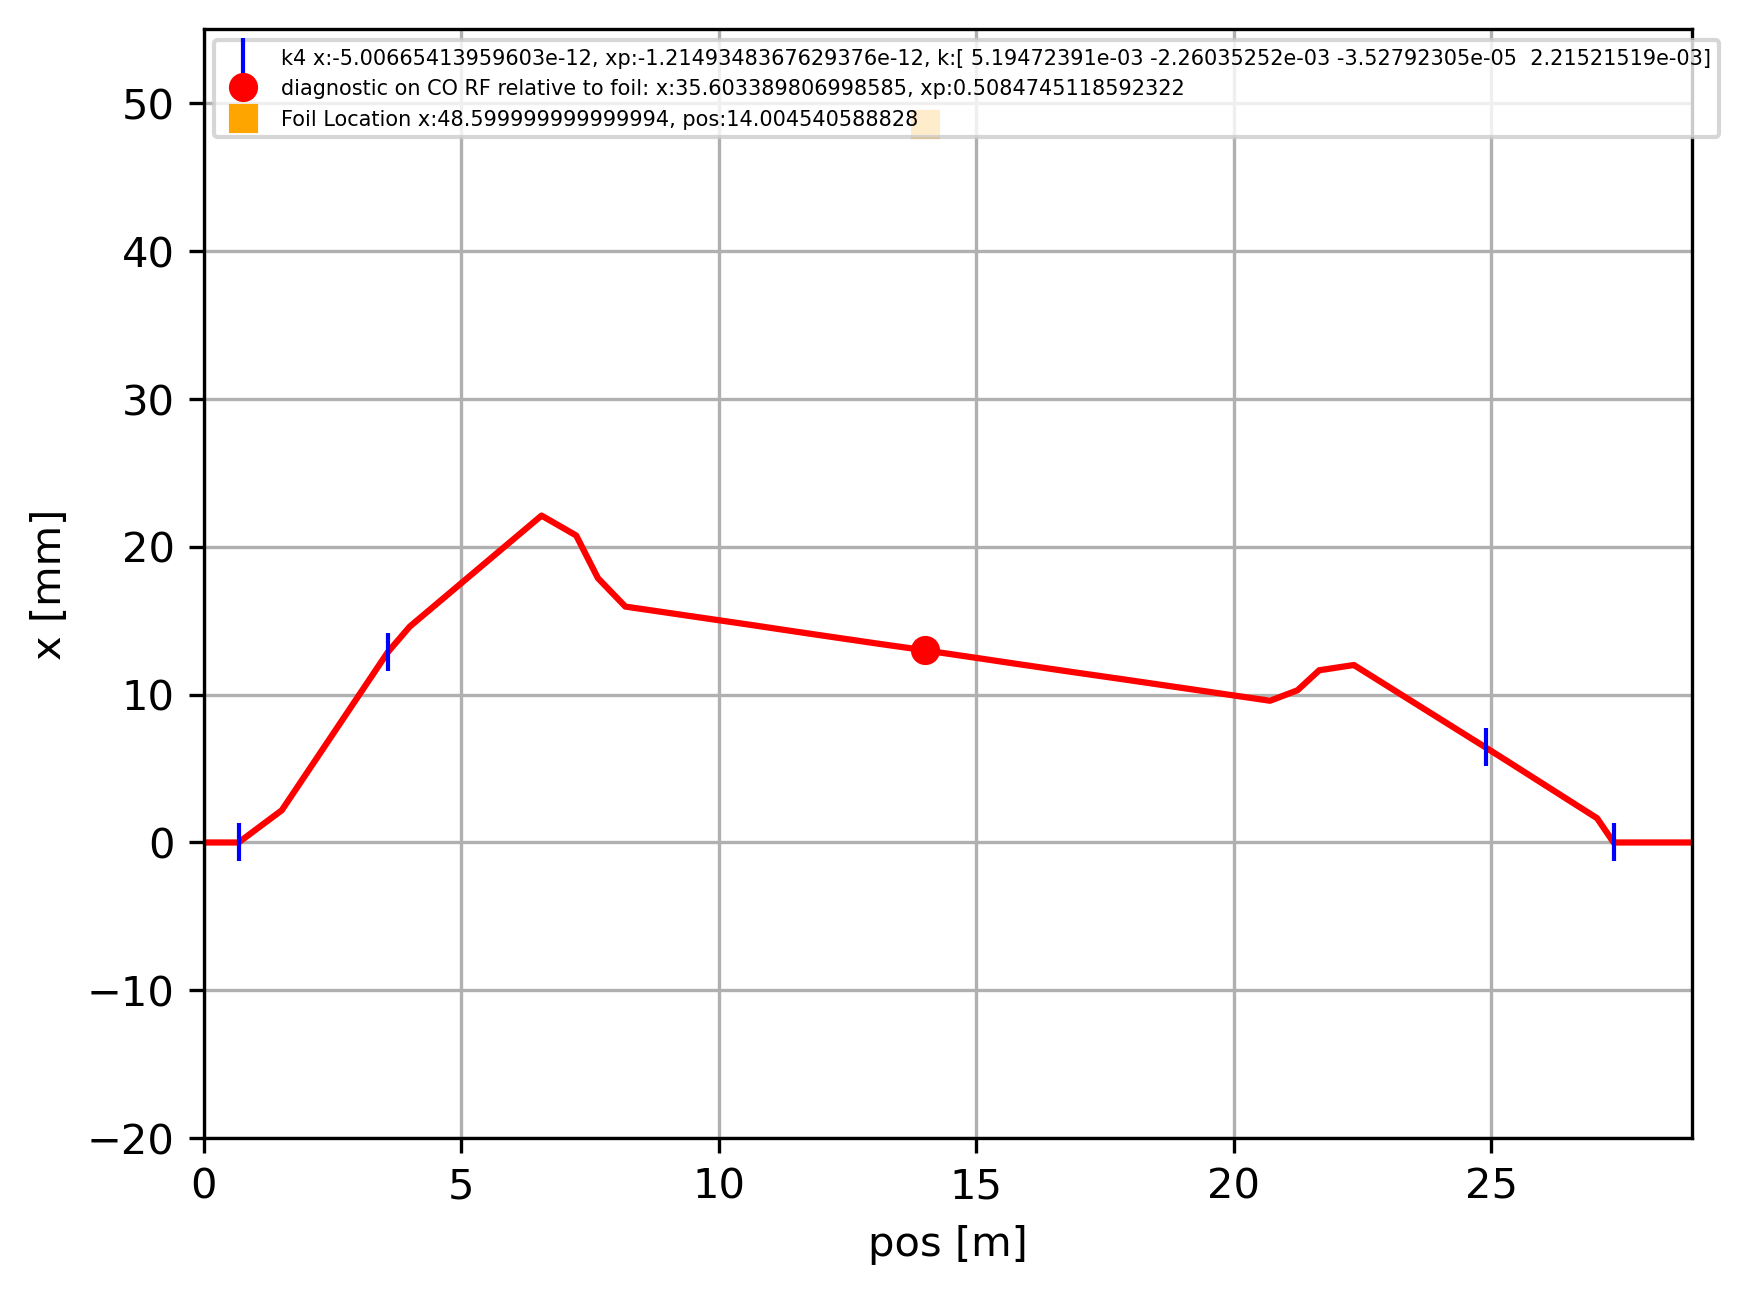 k4 x:-5.00665413959603e-12, xp:-1.2149348367629376e-12, k:[ 5.19472391e-03 -2.26035252e-03 -3.52792305e-05  2.21521519e-03]
diagnostic on CO RF relative to foil: x:35.603389806998585, xp:0.5084745118592322
Foil Location x:48.599999999999994, pos:14.004540588828
50
40
30
20
10
0
−10
−20
x [mm]
0 5 10 15 20 25
pos [m]